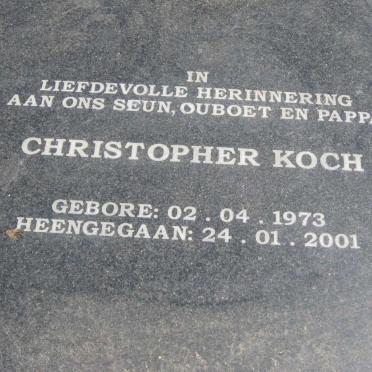 IN
LIEFDEVOLLE HERINNERING
AAN ONS SEUN, OUBOET EN PAPPA
CHRISTOPHER KOCH
GEBORE: 02 . 04 . 1973
HEENGEGAAN: 24 . 01 . 2001